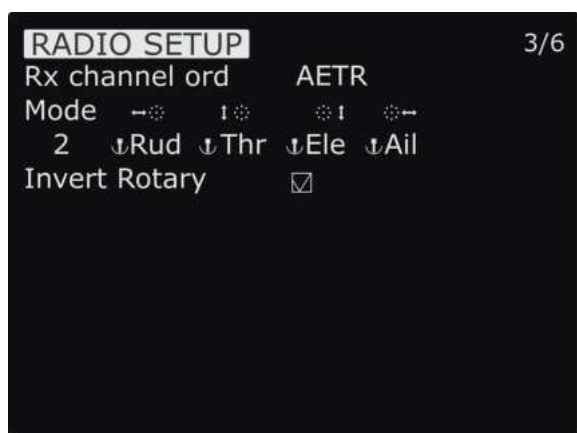 RADIO SETUP 3/6
Rx channel ord AETR
Mode
2 Rud Thr Ele Ail
Invert Rotary